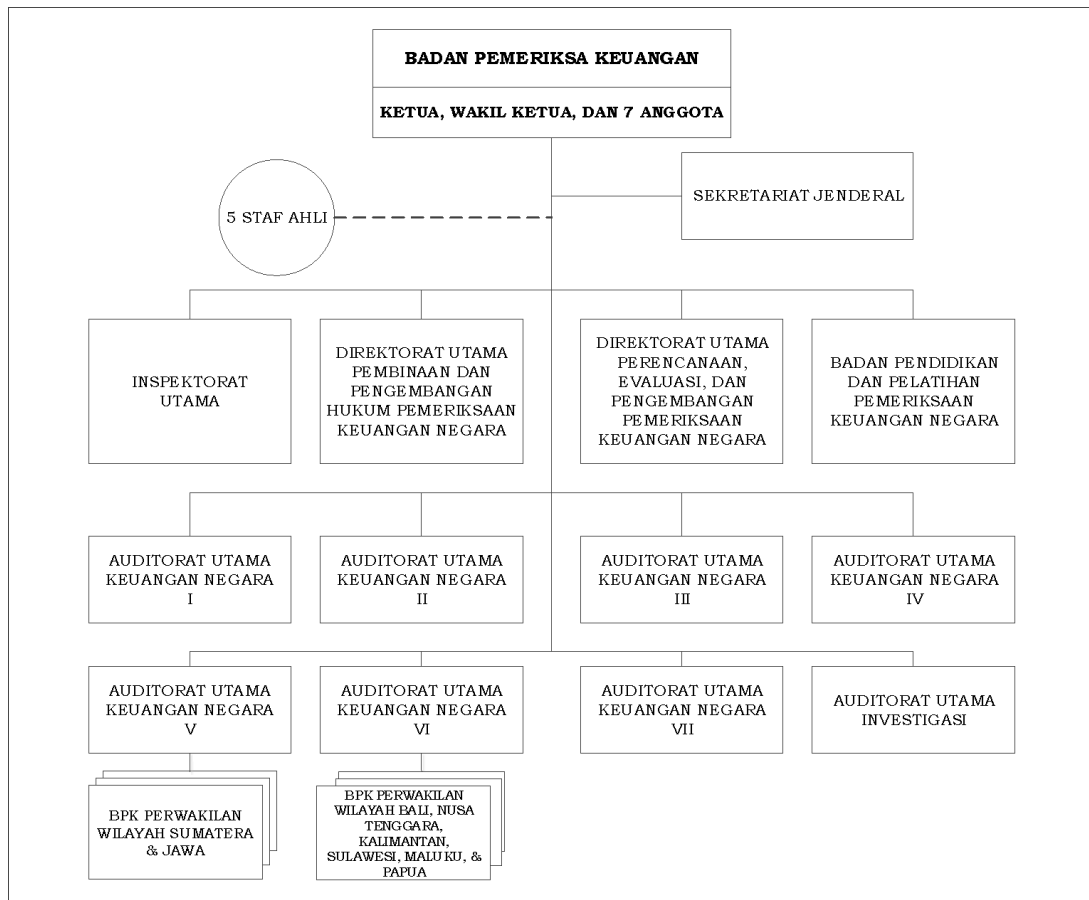 BADAN PEMERIKSA KEUANGAN
KETUA, WAKIL KETUA, DAN 7 ANGGOTA
5 STAF AHLI
SEKRETARIAT JENDERAL
INSPEKTORAT
UTAMA
DIREKTORAT UTAMA
PEMBINAAN DAN
PENGEMBANGAN
HUKUM PEMERIKSAAN
KEUANGAN NEGARA
DIREKTORAT UTAMA
PERENCANAAN,
EVALUASI, DAN
PENGEMBANGAN
PEMERIKSAAN
KEUANGAN NEGARA
BADAN PENDIDIKAN
DAN PELATIHAN
PEMERIKSAAN
KEUANGAN NEGARA
AUDITORAT UTAMA
KEUANGAN NEGARA
I
AUDITORAT UTAMA
KEUANGAN NEGARA
II
AUDITORAT UTAMA
KEUANGAN NEGARA
III
AUDITORAT UTAMA
KEUANGAN NEGARA
IV
AUDITORAT UTAMA
KEUANGAN NEGARA
V
AUDITORAT UTAMA
KEUANGAN NEGARA
VI
AUDITORAT UTAMA
KEUANGAN NEGARA
VII
AUDITORAT UTAMA
INVESTIGASI
BPK PERWAKILAN
WILAYAH SUMATERA
& JAWA
BPK PERWAKILAN
WILAYAH BALI, NUSA
TENGGARA,
KALIMANTAN,
SULAWESI, MALUKU, &
PAPUA